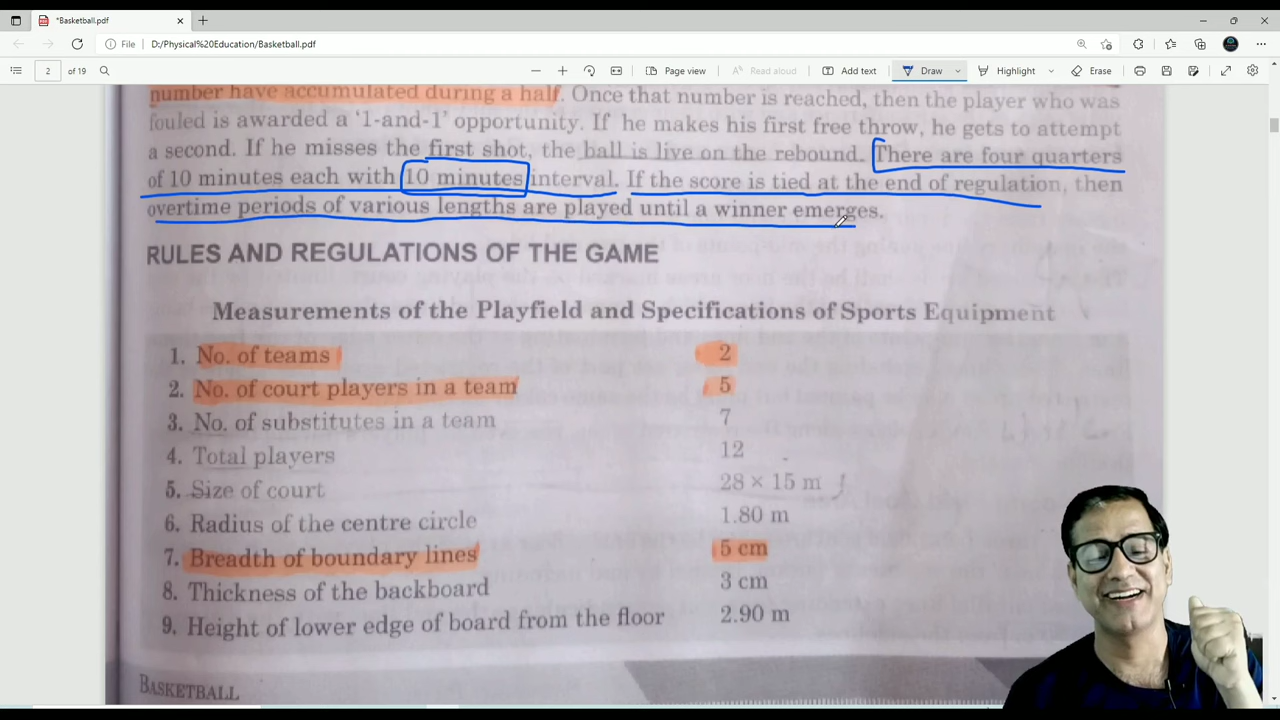 *Basketball.pdf
File D:/Physical%20Education/Basketball.pdf
2 of 19 Page view Read aloud Add text Draw Highlight Erase
number have accumulated during a half. Once that number is reached, then the player who was
fouled is awarded a '1-and-1' opportunity. If he makes his first free throw, he gets to attempt
a second. If he misses the first shot, the ball is live on the rebound. There are four quarters
of 10 minutes each with 10 minutes interval. If the score is tied at the end of regulation, then
overtime periods of various lengths are played until a winner emerges.
RULES AND REGULATIONS OF THE GAME
Measurements of the Playfield and Specifications of Sports Equipment
1. No. of teams 2
2. No. of court players in a team 5
3. No. of substitutes in a team 7
4. Total players 12
5. Size of court 28 × 15 m
6. Radius of the centre circle 1.80 m
7. Breadth of boundary lines 5 cm
8. Thickness of the backboard 3 cm
9. Height of lower edge of board from the floor 2.90 m
BASKETBALL